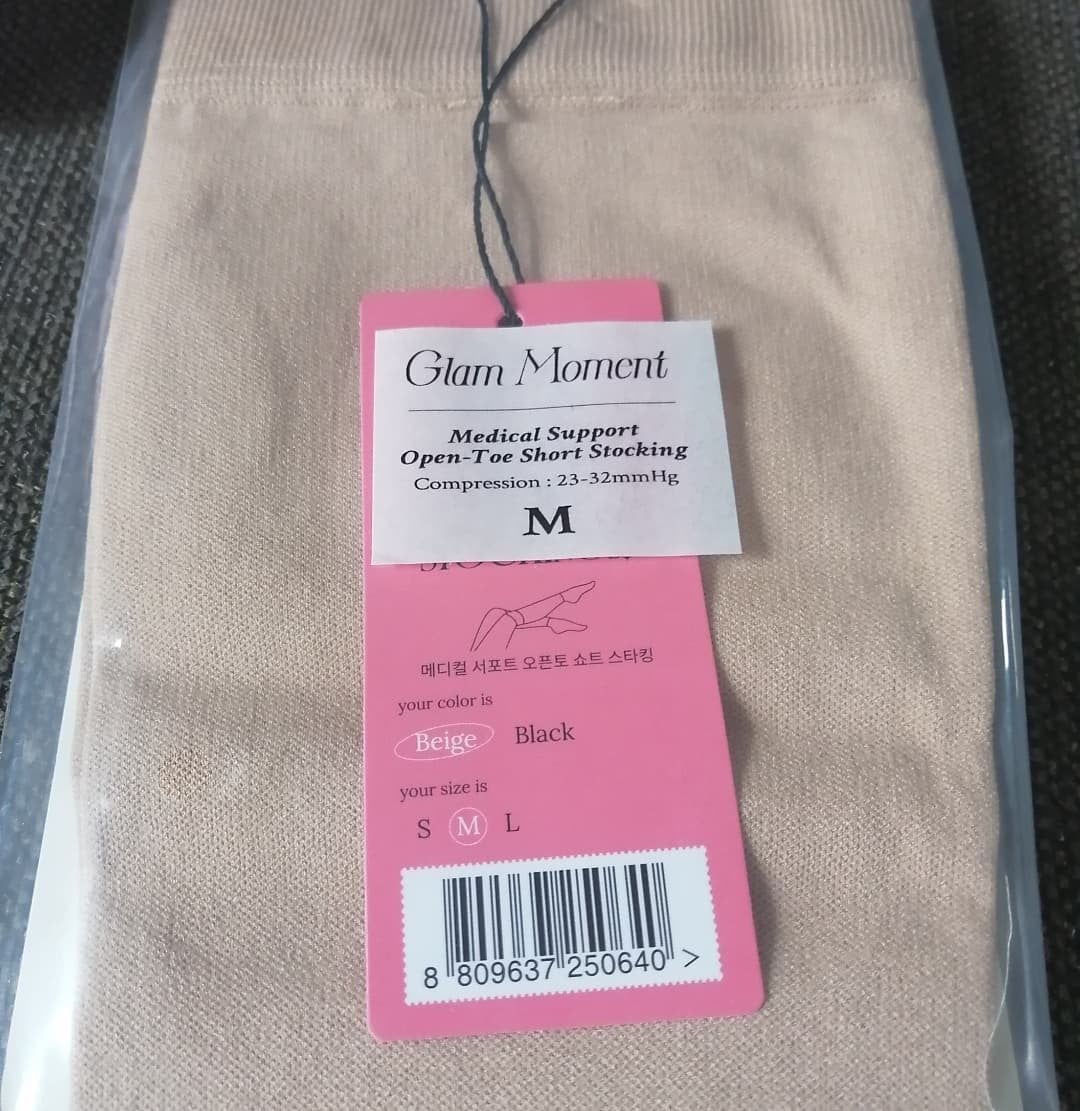 Glam Moment
Medical Support
Open-Toe Short Stocking
Compression : 23-32mmHg
M
메디컬 서포트 오픈토 쇼트 스타킹
your color is
Beige Black
your size is
S M L
8 809637 250640 >